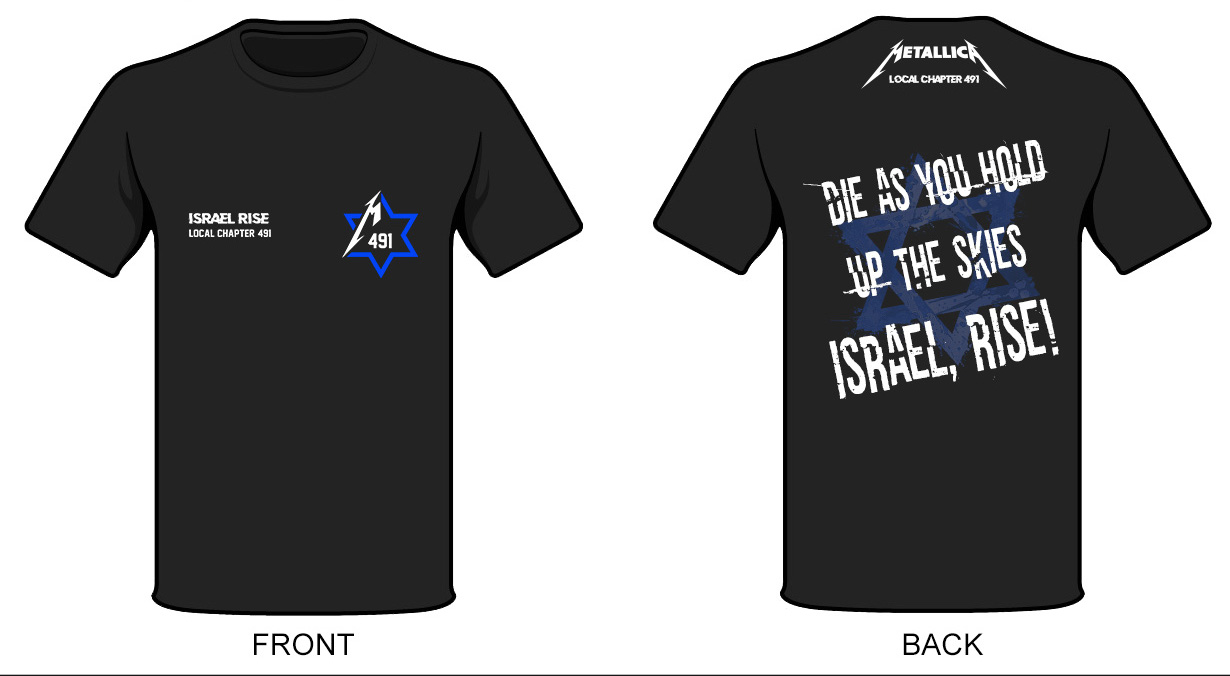 ISRAEL RISE
LOCAL CHAPTER 491
M
491
METALLICA
LOCAL CHAPTER 491
DIE AS YOU HOLD
UP THE SKIES
ISRAEL, RISE!
FRONT
BACK